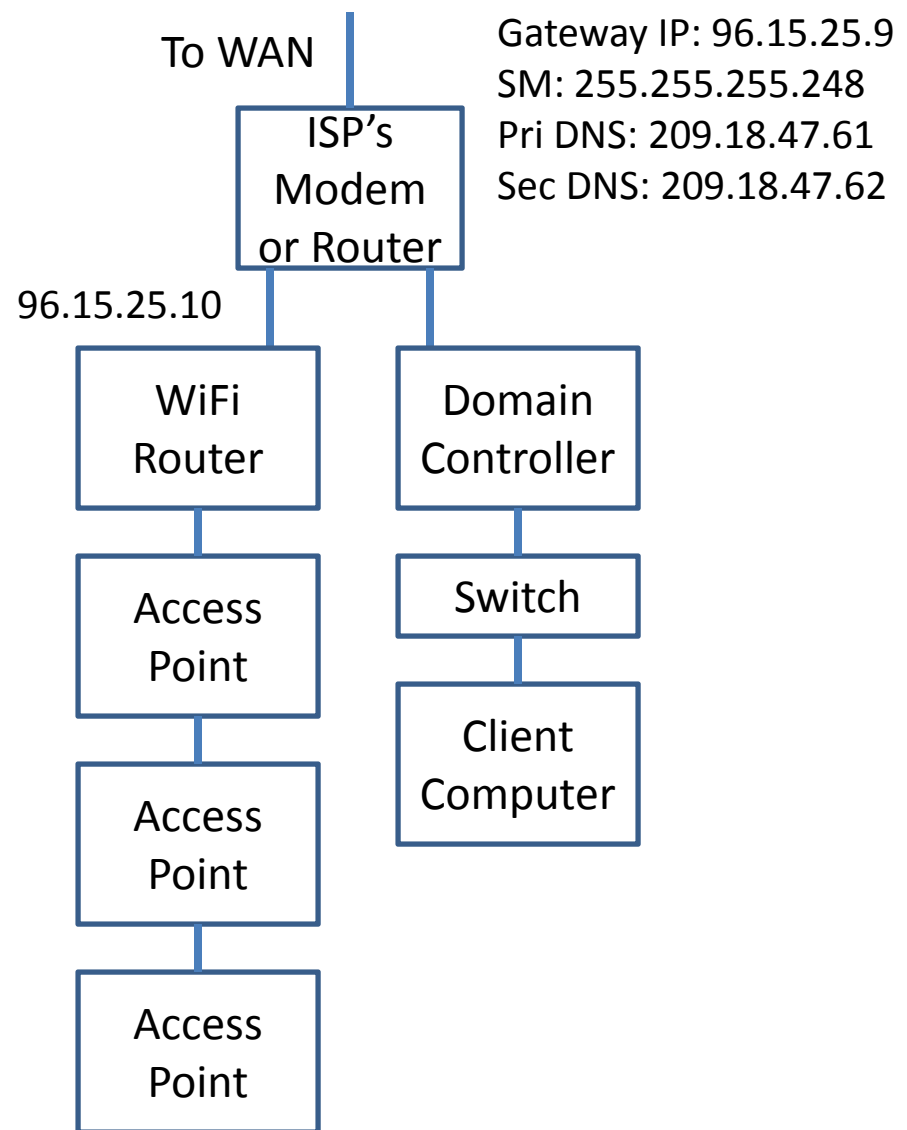 To WAN
Gateway IP: 96.15.25.9
SM: 255.255.255.248
Pri DNS: 209.18.47.61
Sec DNS: 209.18.47.62
ISP’s
Modem
or Router
96.15.25.10
WiFi
Router
Domain
Controller
Access
Point
Switch
Client
Computer
Access
Point
Access
Point